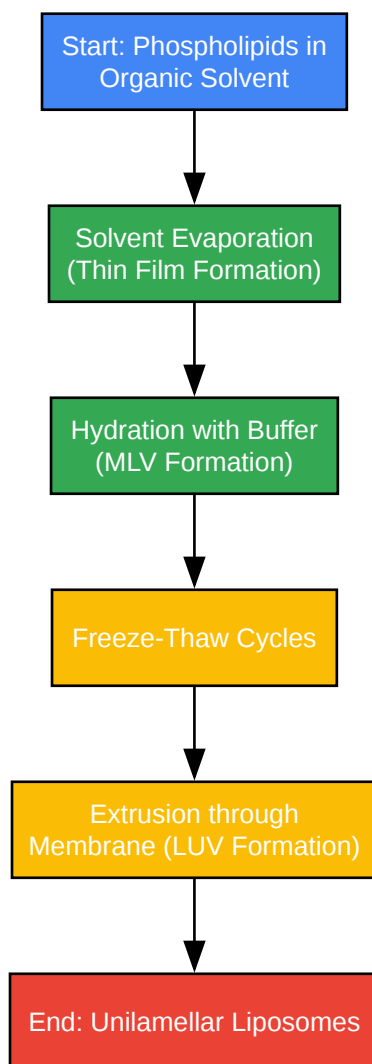 Start: Phospholipids in
Organic Solvent
Solvent Evaporation
(Thin Film Formation)
Hydration with Buffer
(MLV Formation)
Freeze-Thaw Cycles
Extrusion through
Membrane (LUV Formation)
End: Unilamellar Liposomes